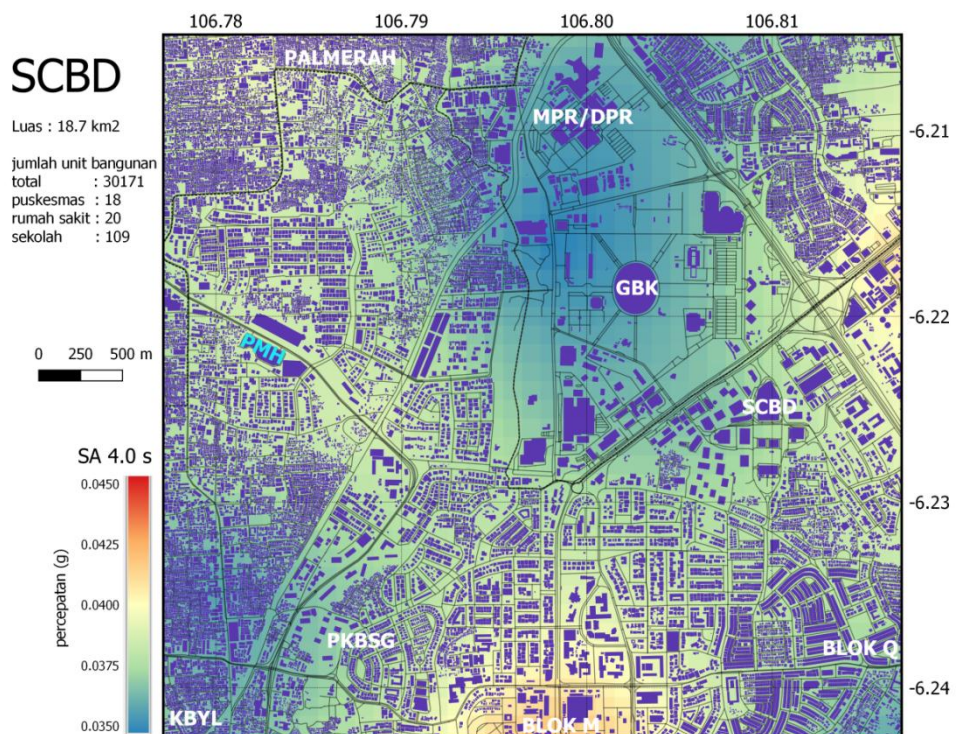 106.78 106.79 106.80 106.81
SCBD
Luas : 18.7 km2
jumlah unit bangunan
total : 30171
puskesmas : 18
rumah sakit : 20
sekolah : 109
PALMERAH
MPR/DPR
-6.21
GBK
-6.22
PMH
0 250 500 m
SCBD
SA 4.0 s
percepatan (g)
0.0450
0.0425
0.0400
0.0375
0.0350
-6.23
PKBSG
BLOK Q
-6.24
KBYL
BLOK M